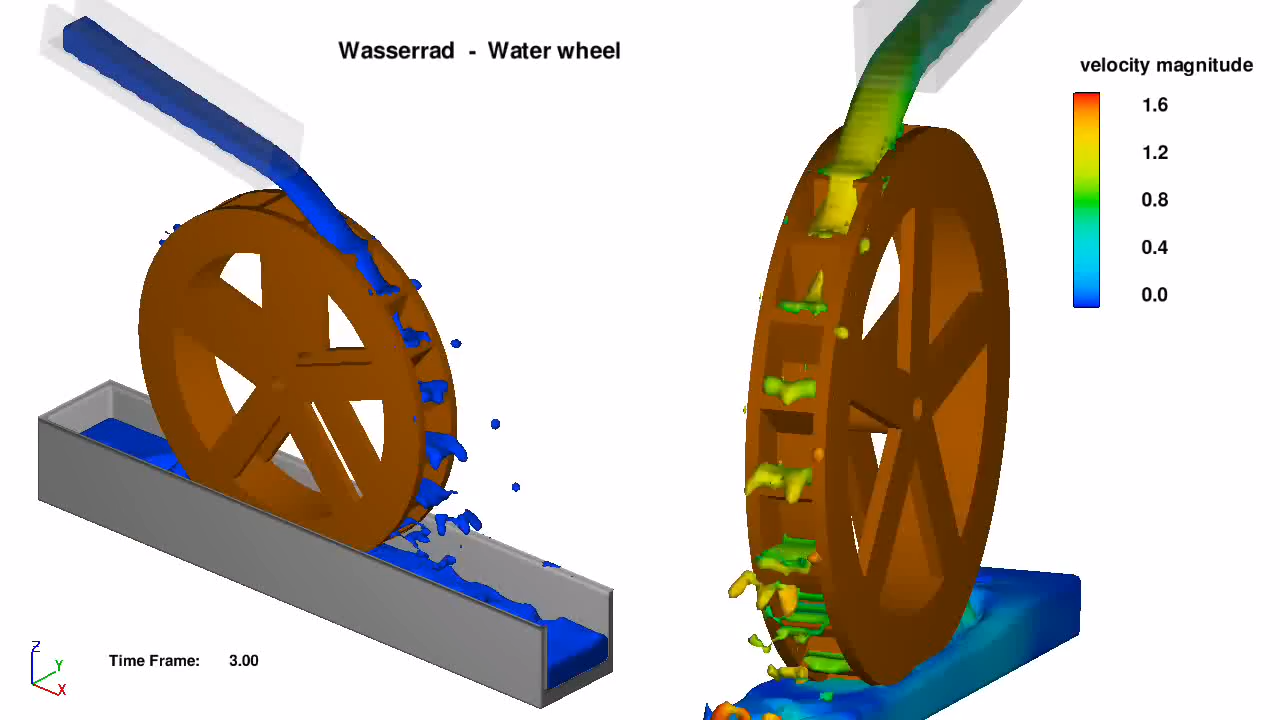 Wasserrad - Water wheel
velocity magnitude
1.6
1.2
0.8
0.4
0.0
Z
Y
X
Time Frame: 3.00